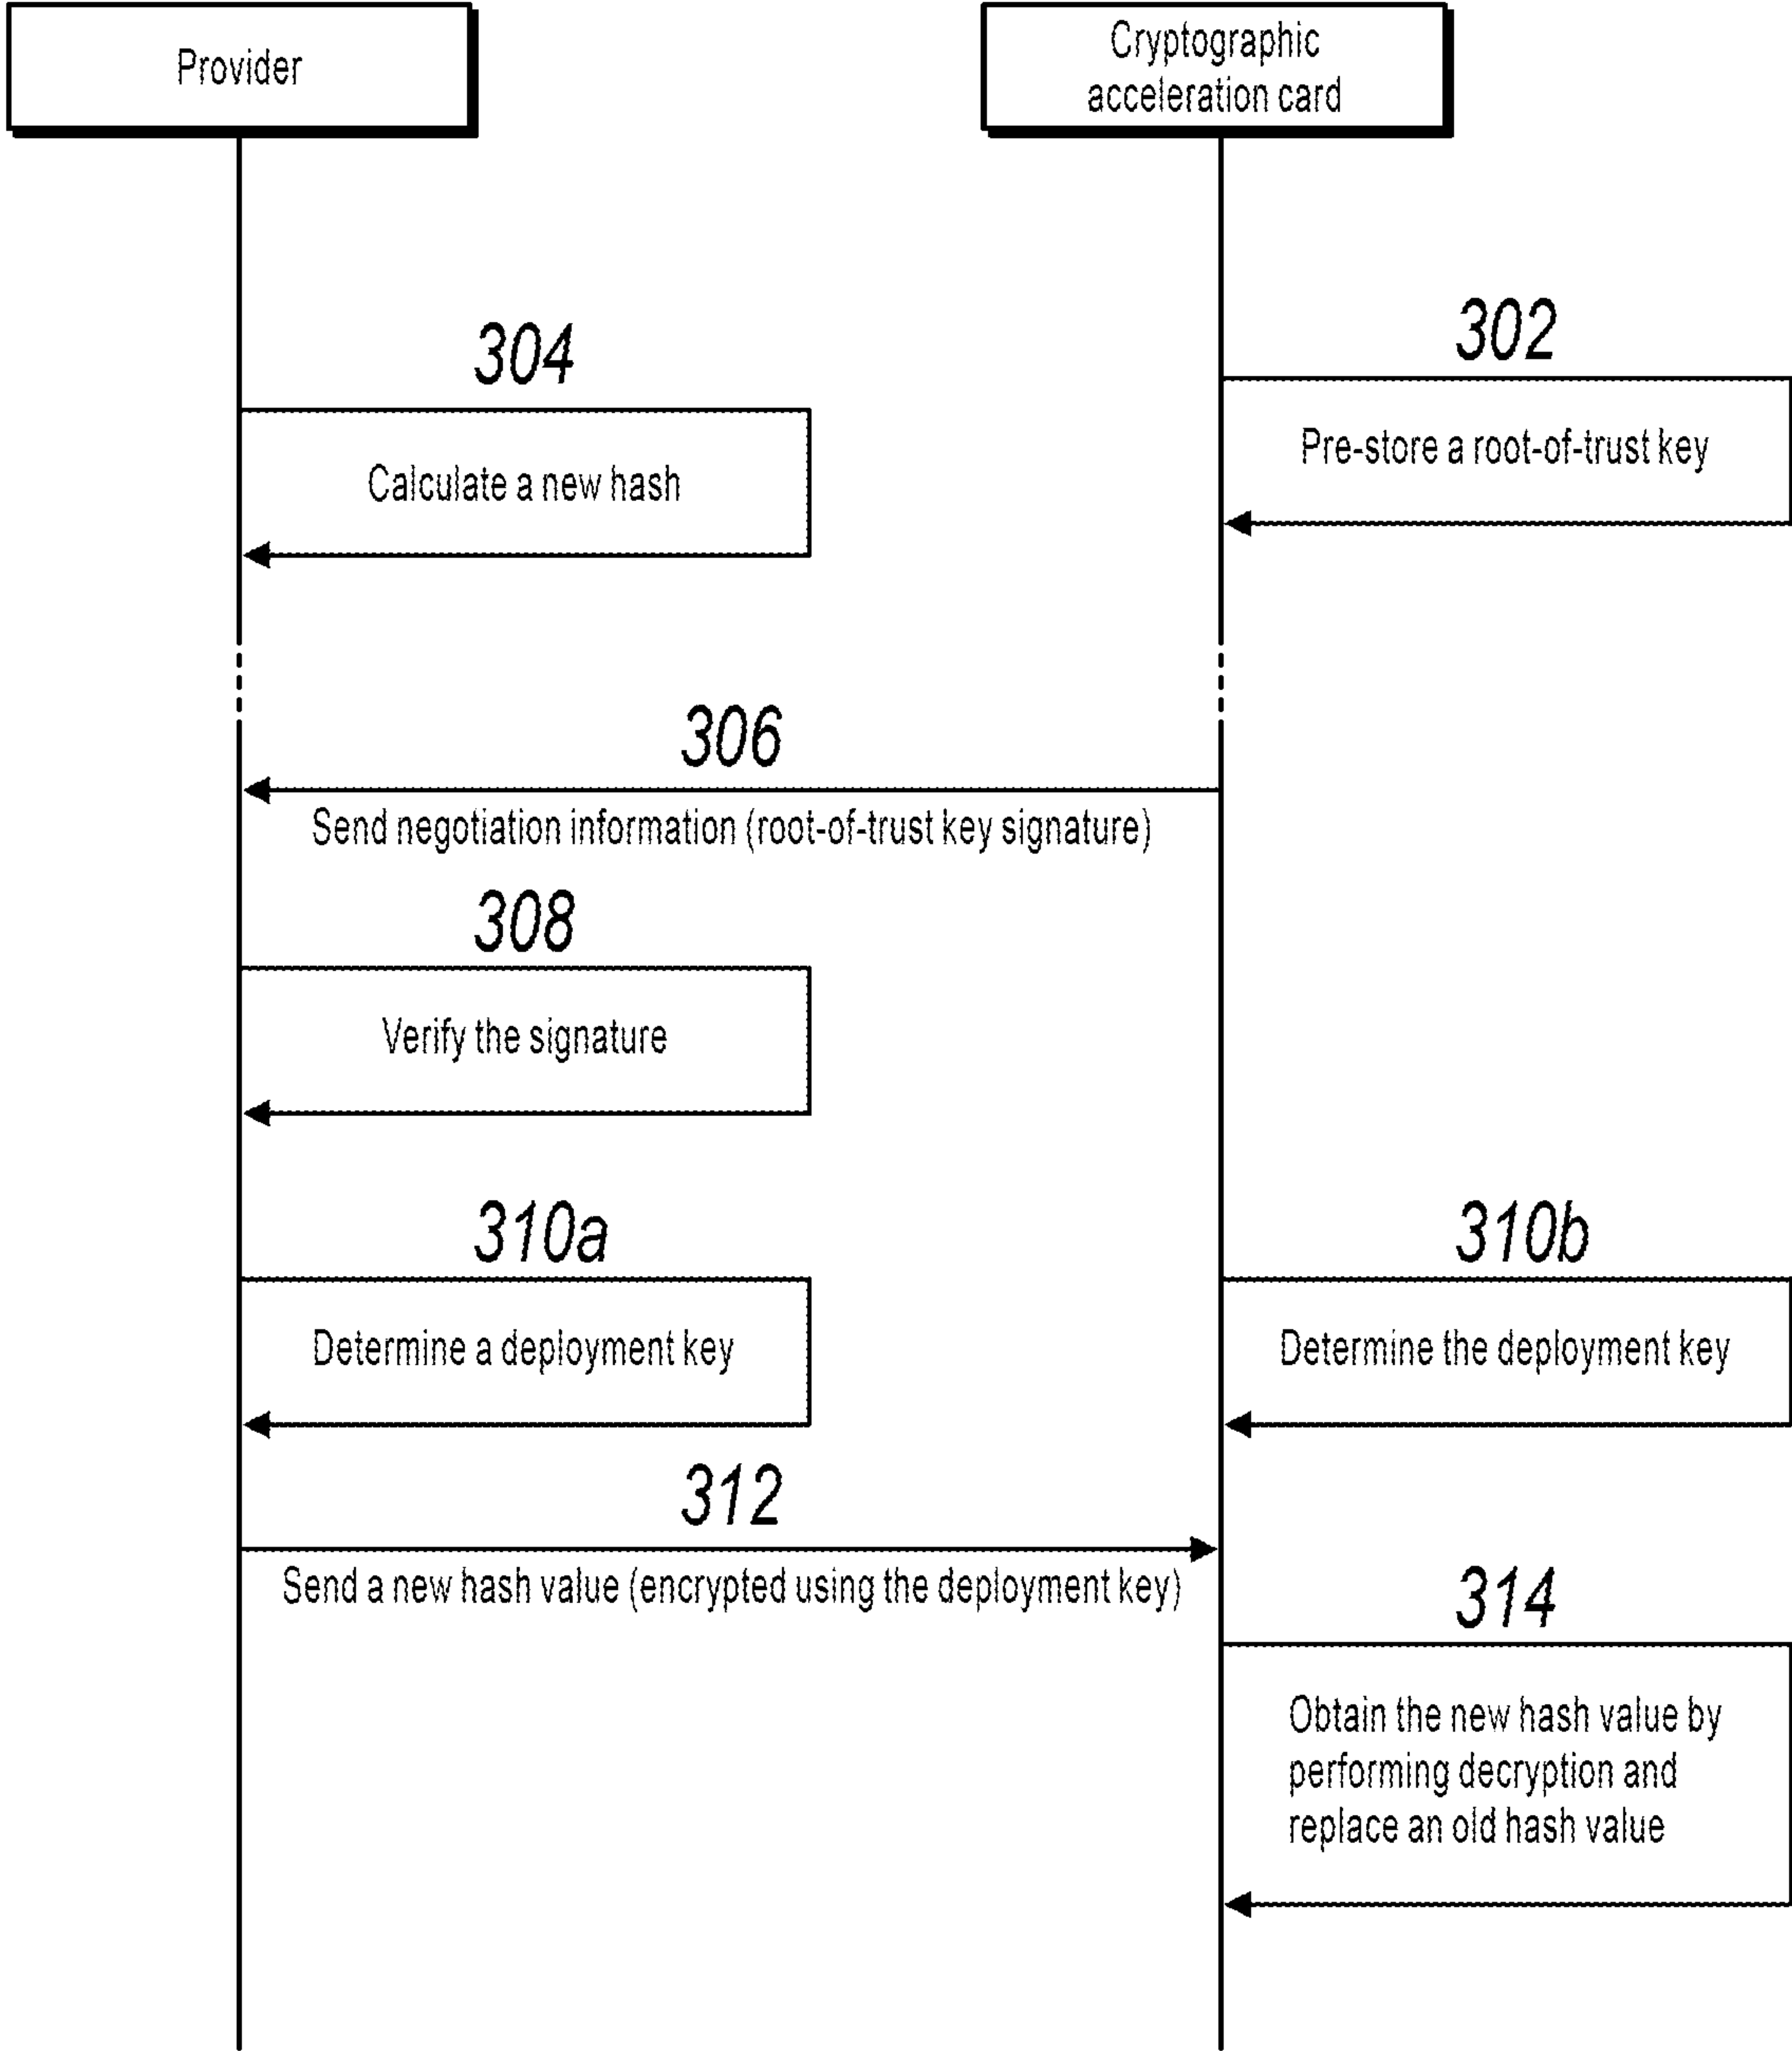 Provider
Cryptographic
acceleration card
302
304
Pre-store a root-of-trust key
Calculate a new hash
306
Send negotiation information (root-of-trust key signature)
308
Verify the signature
310a
310b
Determine a deployment key
Determine the deployment key
312
Send a new hash value (encrypted using the deployment key)
314
Obtain the new hash value by
performing decryption and
replace an old hash value